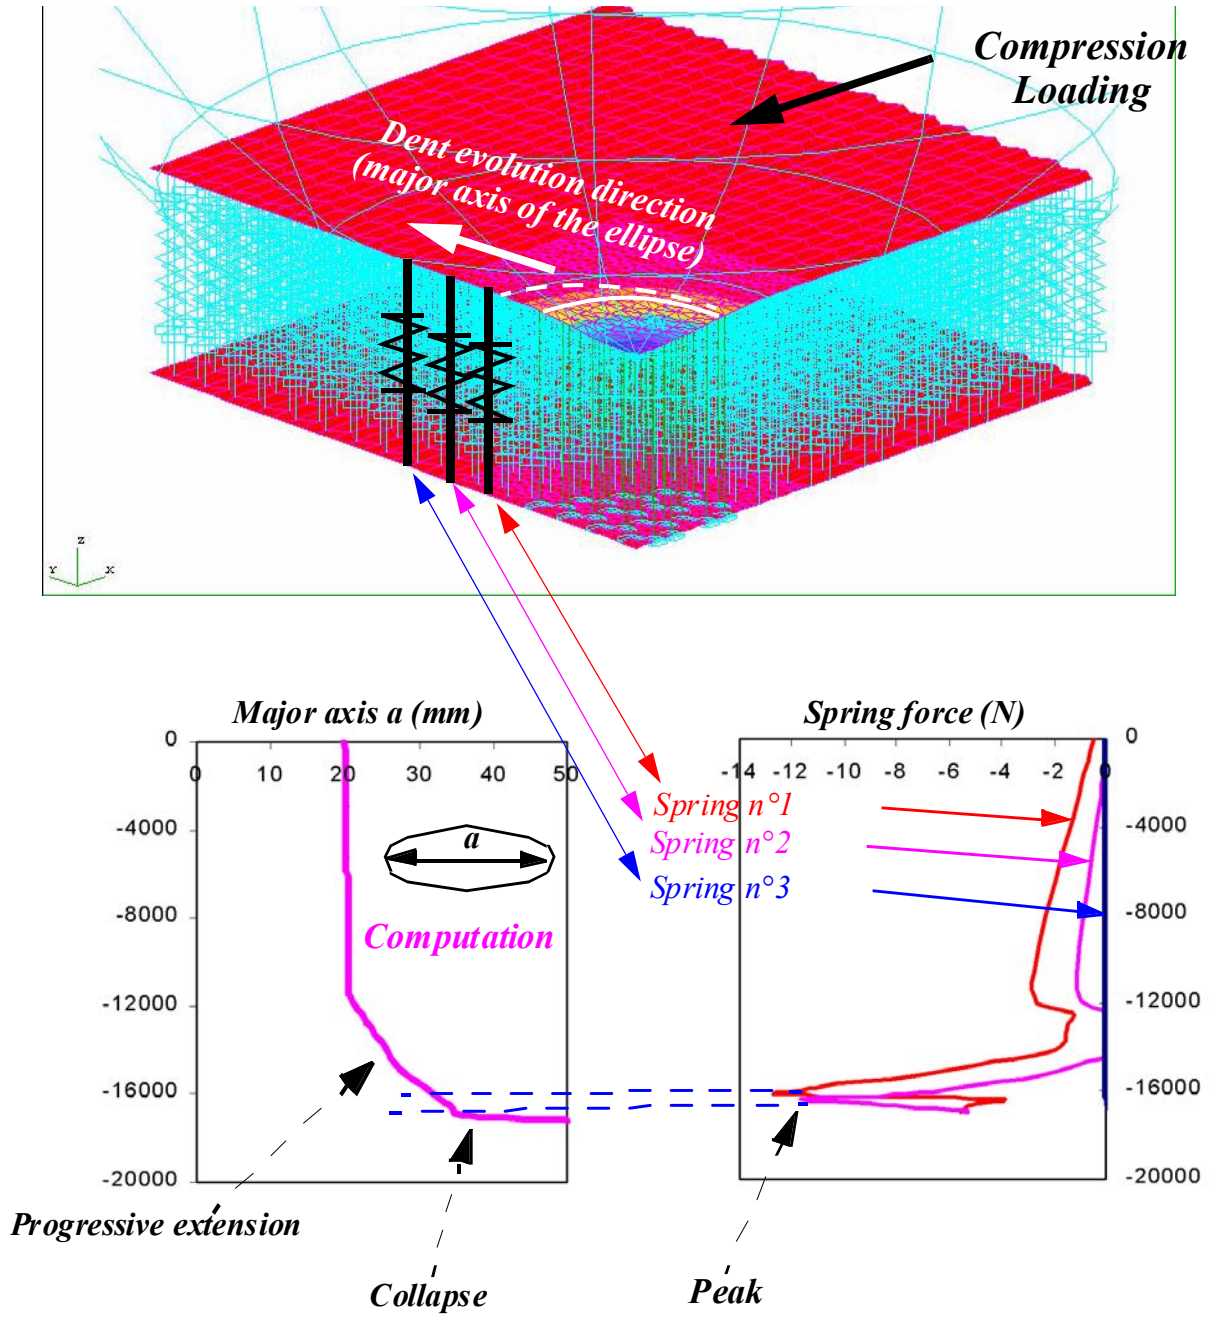 Compression
Loading
Dent evolution direction
(major axis of the ellipse)
z
Y
X
Major axis a (mm)
Spring force (N)
0
0 10 20 30 40 50
-4000
-8000
-12000
-16000
-20000
a
Computation
-14 -12 -10 -8 -6 -4 -2 0
0
-4000
-8000
-12000
-16000
-20000
Spring n°1
Spring n°2
Spring n°3
Progressive extension
Collapse
Peak